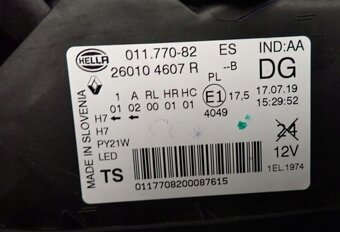 HELLA 011.770-82 ES IND:AA
26010 4607 R --B DG
1 A RL HR HC PL E1 17,5 17.07.19
01 02 00 01 01 15:29:52
H7 ← ← 4049
H7
PY21W 24
LED 12V
TS 1EL.1974
0117708200087615
MADE IN SLOVENIA